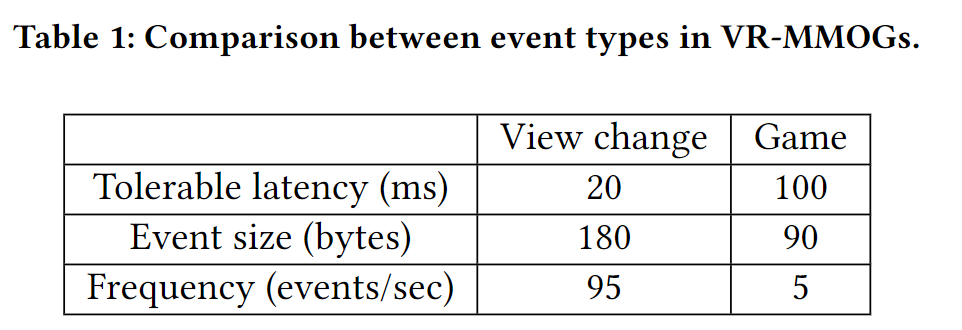 Table 1: Comparison between event types in VR-MMOGs.
View change Game
Tolerable latency (ms) 20 100
Event size (bytes) 180 90
Frequency (events/sec) 95 5